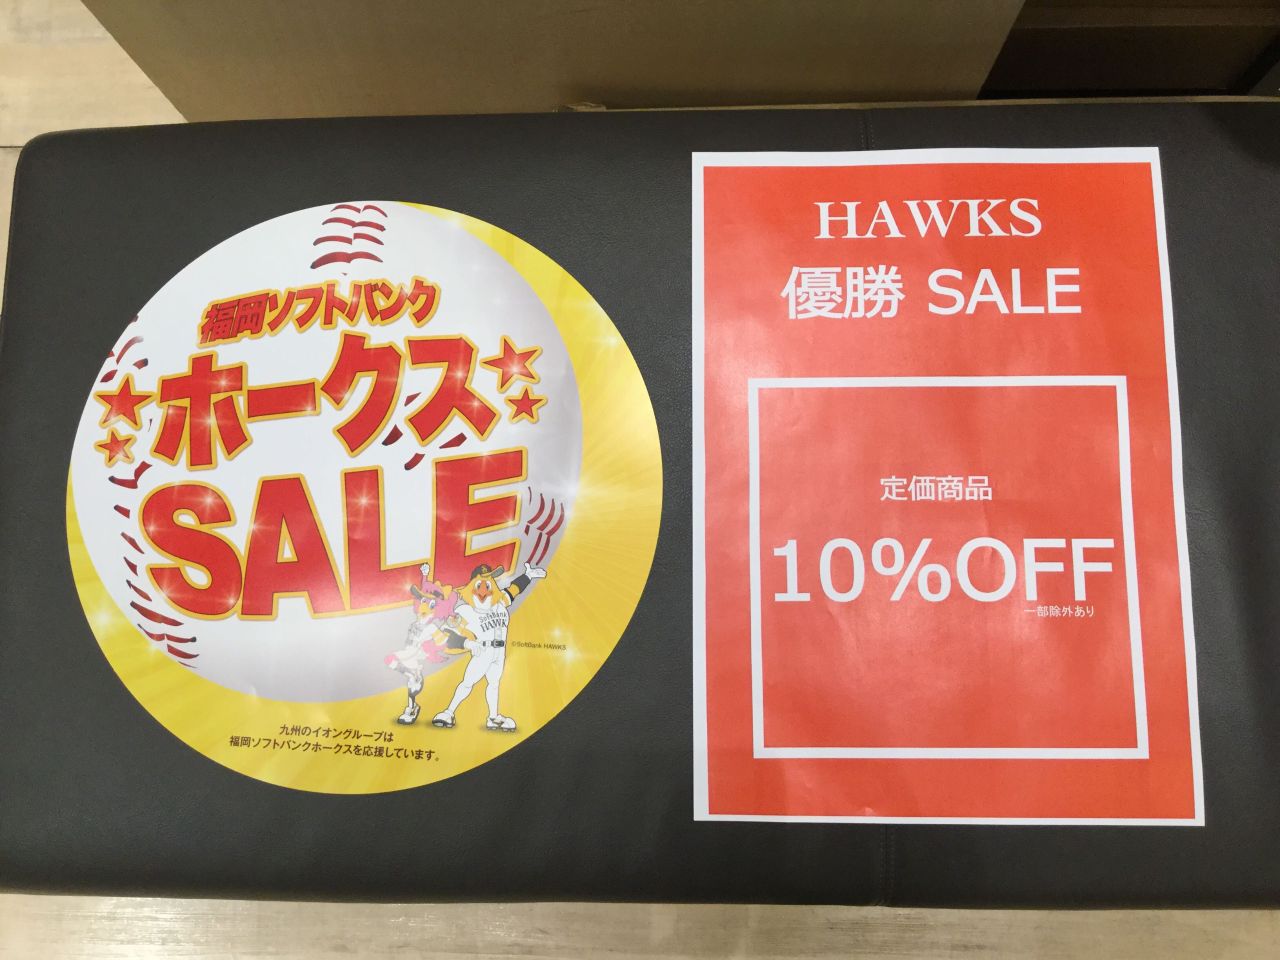 福岡ソフトバンク
ホークス
SALE
SoftBank
HAWKS
©SoftBank HAWKS
九州のイオングループは
福岡ソフトバンクホークスを応援しています。
HAWKS
優勝 SALE
定価商品
10%OFF
一部除外あり